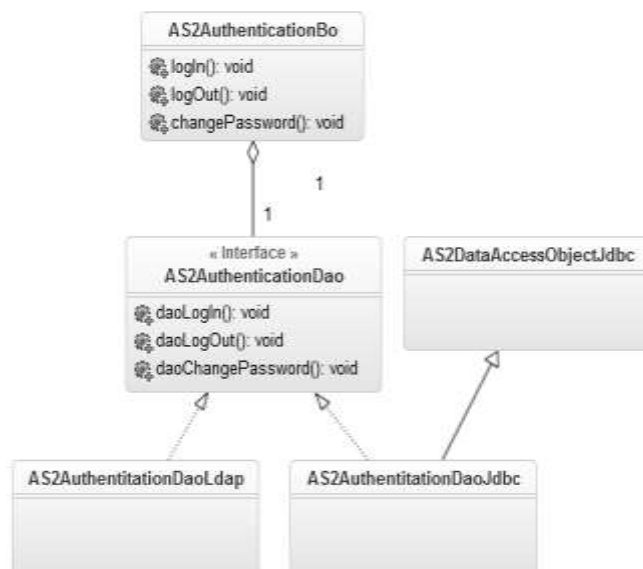 AS2AuthenticationBo
logIn(): void
logOut(): void
changePassword(): void
1
1
« Interface »
AS2AuthenticationDao
daoLogIn(): void
daoLogOut(): void
daoChangePassword(): void
AS2DataAccessObjectJdbc
AS2AuthentitationDaoLdap
AS2AuthentitationDaoJdbc